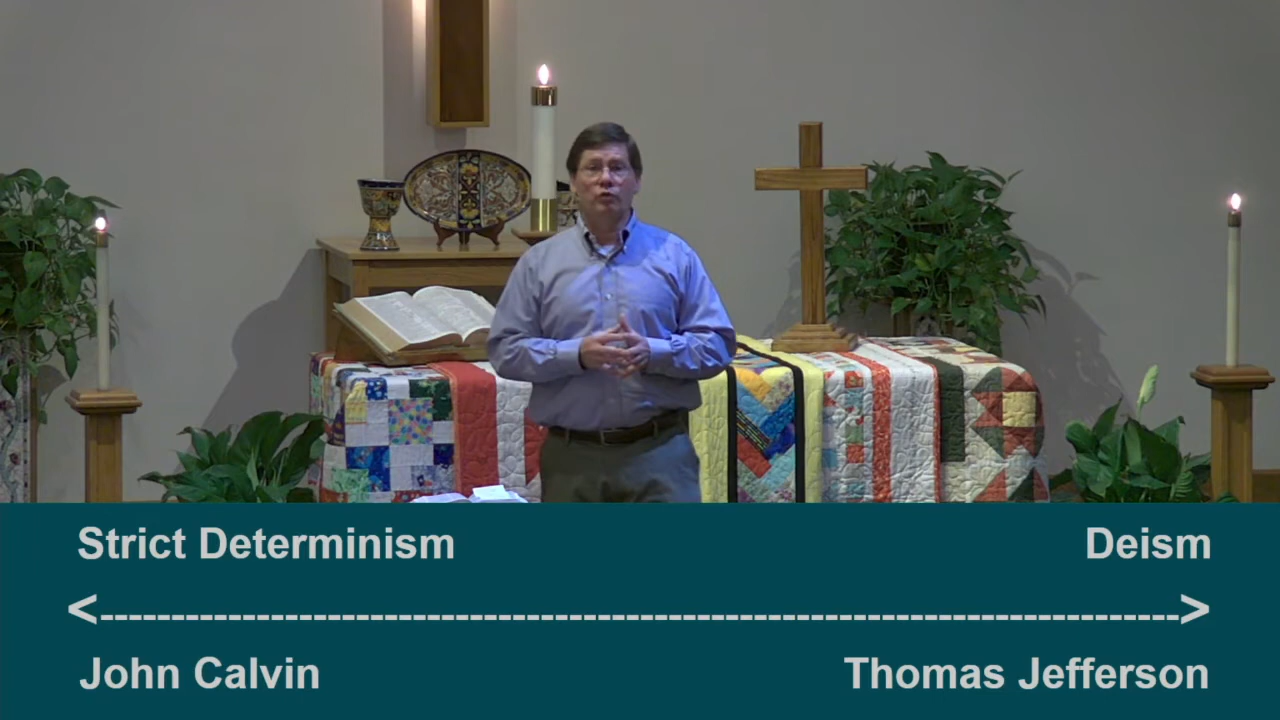 Strict Determinism Deism
<------------------------------------------------------------------------------>
John Calvin Thomas Jefferson